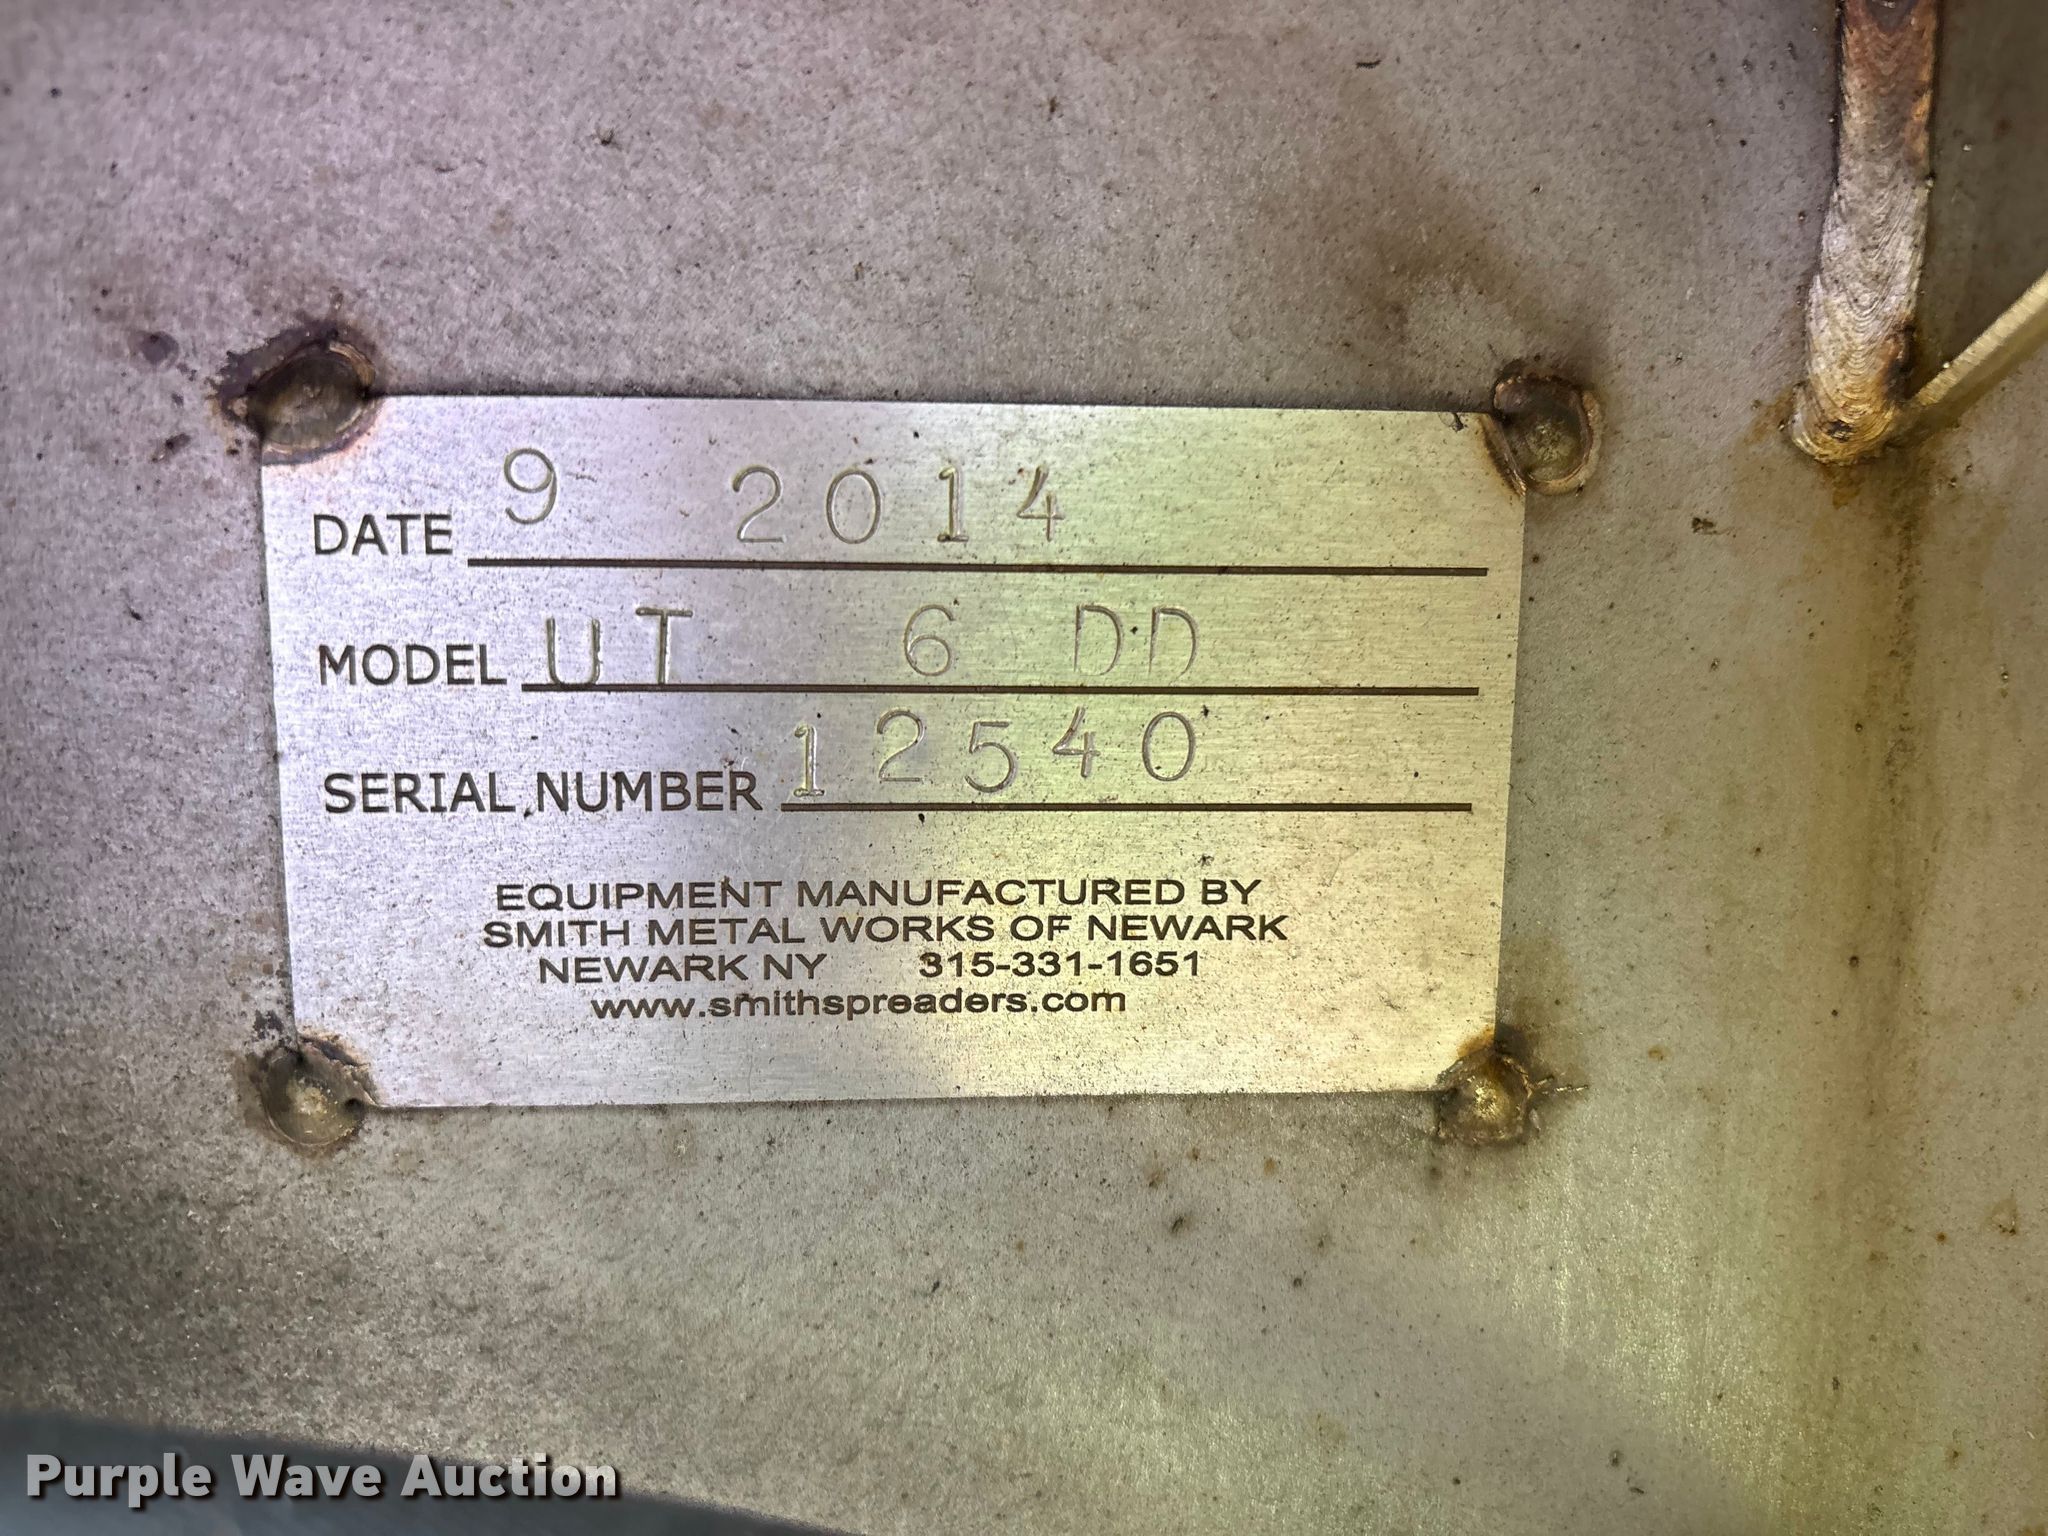 DATE 9 2014
MODEL UT 6 DD
SERIAL NUMBER 12540
EQUIPMENT MANUFACTURED BY
SMITH METAL WORKS OF NEWARK
NEWARK NY 315-331-1651
www.smithspreaders.com
Purple Wave Auction